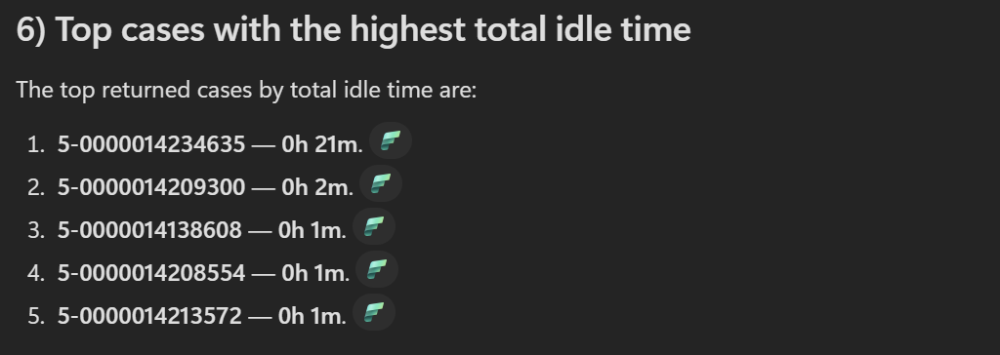 6) Top cases with the highest total idle time
The top returned cases by total idle time are:
1. 5-0000014234635 — 0h 21m.
2. 5-0000014209300 — 0h 2m.
3. 5-0000014138608 — 0h 1m.
4. 5-0000014208554 — 0h 1m.
5. 5-0000014213572 — 0h 1m.